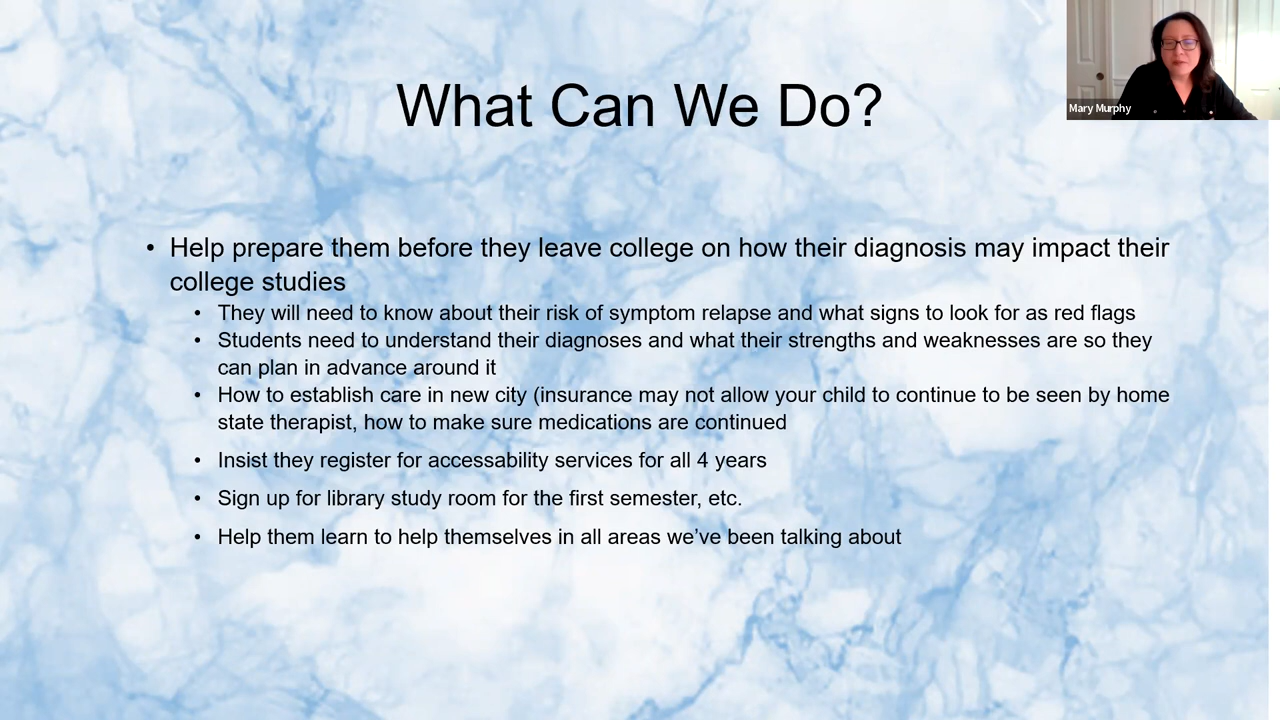 What Can We Do?
Mary Murphy
• Help prepare them before they leave college on how their diagnosis may impact their
college studies
• They will need to know about their risk of symptom relapse and what signs to look for as red flags
• Students need to understand their diagnoses and what their strengths and weaknesses are so they
can plan in advance around it
• How to establish care in new city (insurance may not allow your child to continue to be seen by home
state therapist, how to make sure medications are continued
• Insist they register for accessability services for all 4 years
• Sign up for library study room for the first semester, etc.
• Help them learn to help themselves in all areas we’ve been talking about